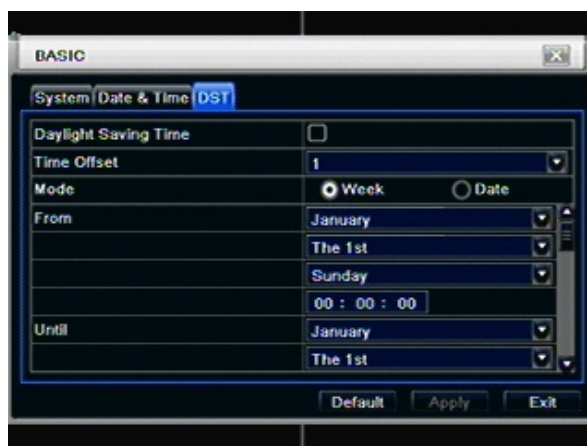 BASIC
System Date & Time DST
Daylight Saving Time
Time Offset 1
Mode Week Date
From January
The 1st
Sunday
00 : 00 : 00
Until January
The 1st
Default Apply Exit